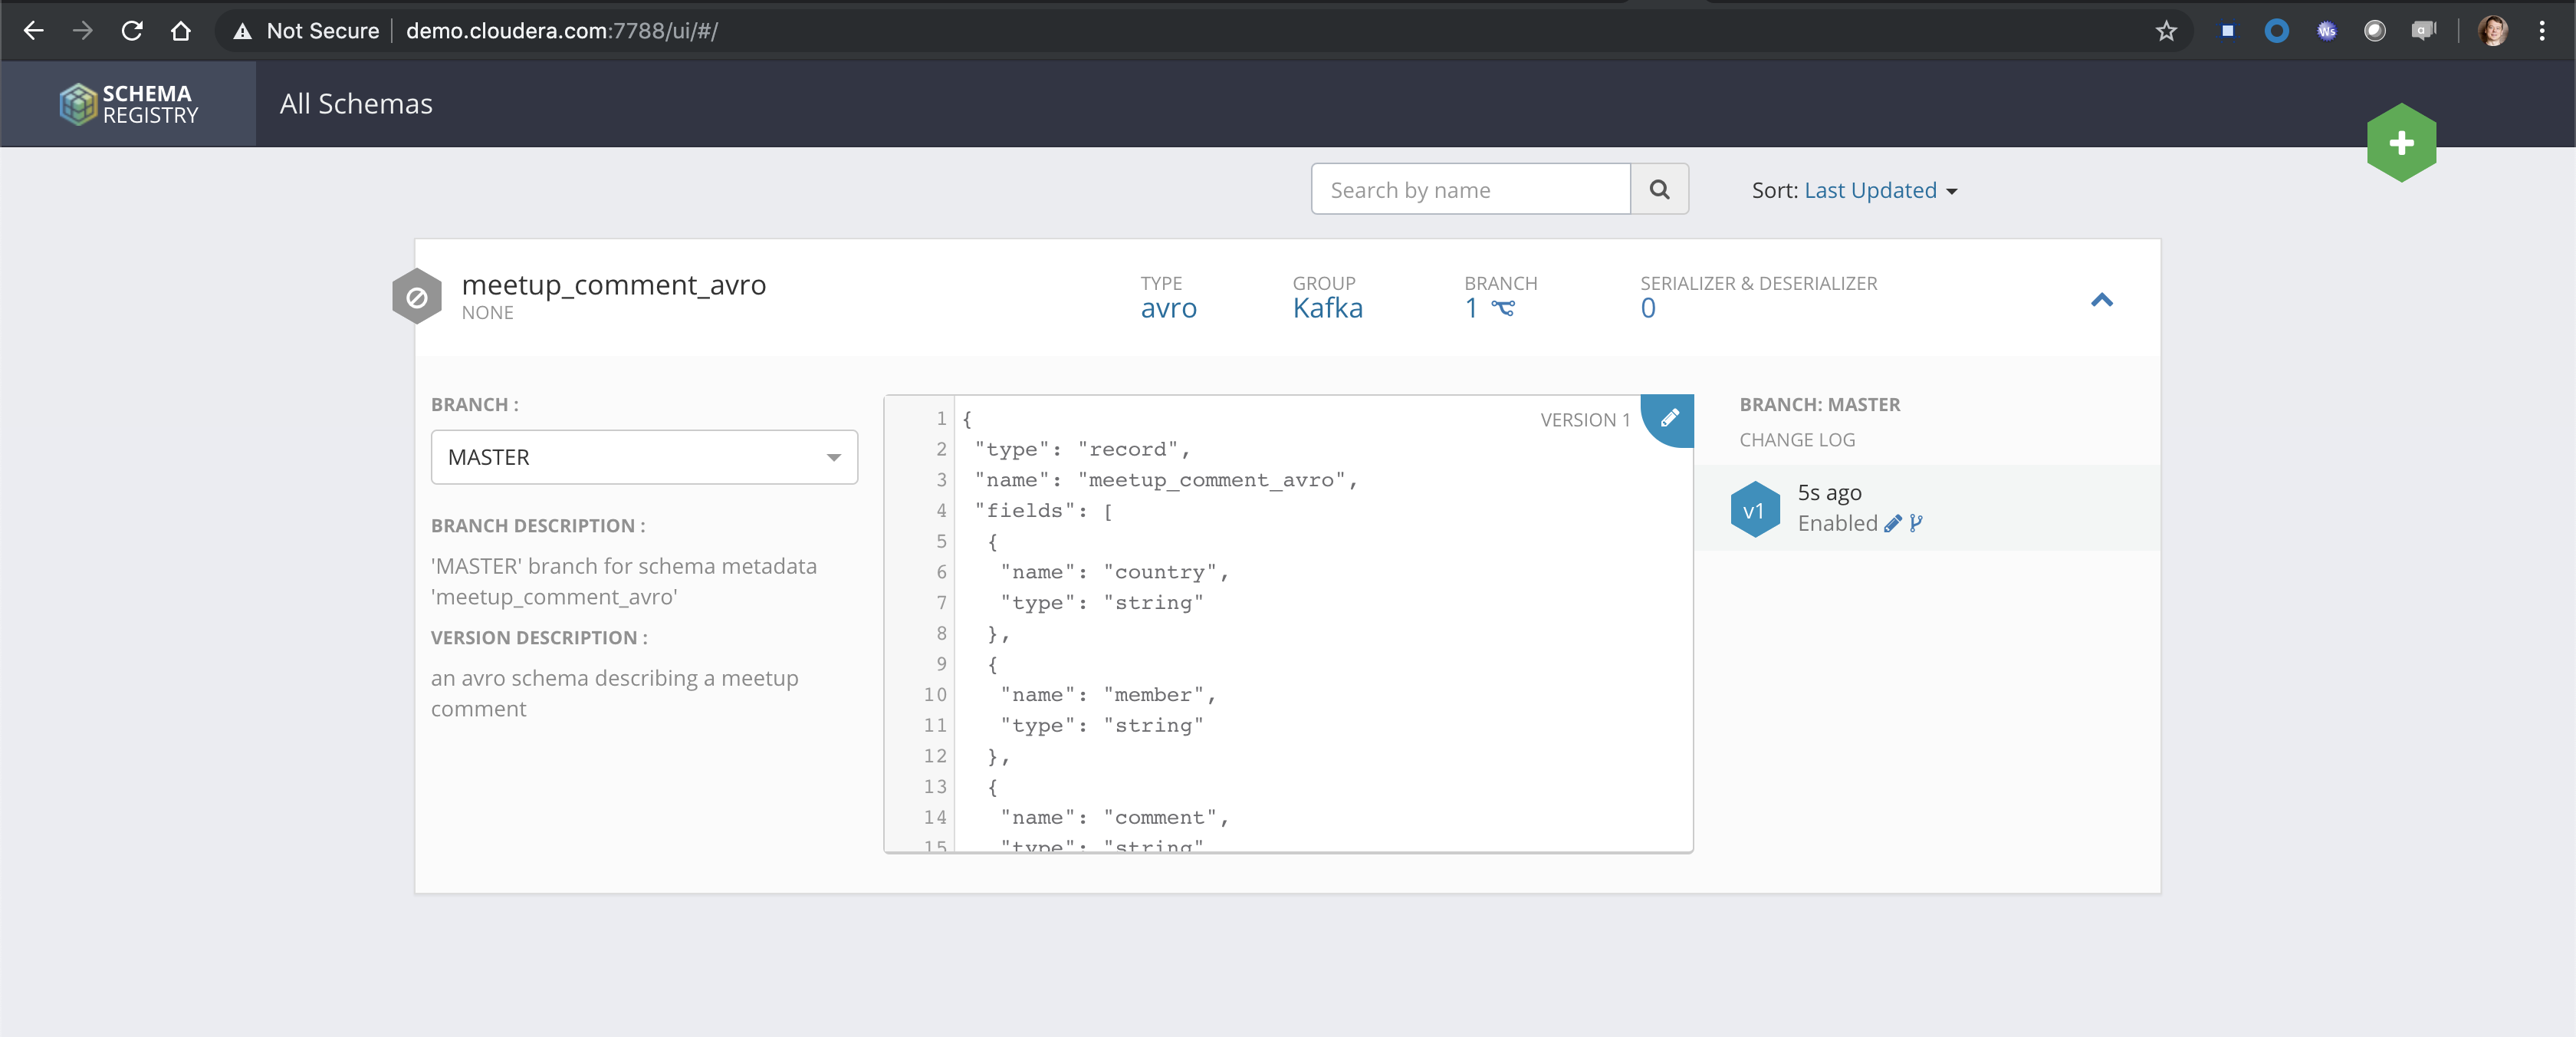 Not Secure demo.cloudera.com:7788/ui/#/
Ws
a
SCHEMA
REGISTRY
All Schemas
Search by name
Sort: Last Updated
meetup_comment_avro
NONE
TYPE
avro
GROUP
Kafka
BRANCH
1
SERIALIZER & DESERIALIZER
0
BRANCH :
MASTER
BRANCH DESCRIPTION :
'MASTER' branch for schema metadata
'meetup_comment_avro'
VERSION DESCRIPTION :
an avro schema describing a meetup
comment
VERSION 1
1 {
2 "type": "record",
3 "name": "meetup_comment_avro",
4 "fields": [
5 {
6 "name": "country",
7 "type": "string"
8 },
9 {
10 "name": "member",
11 "type": "string"
12 },
13 {
14 "name": "comment",
15 "type": "string"
BRANCH: MASTER
CHANGE LOG
v1
5s ago
Enabled